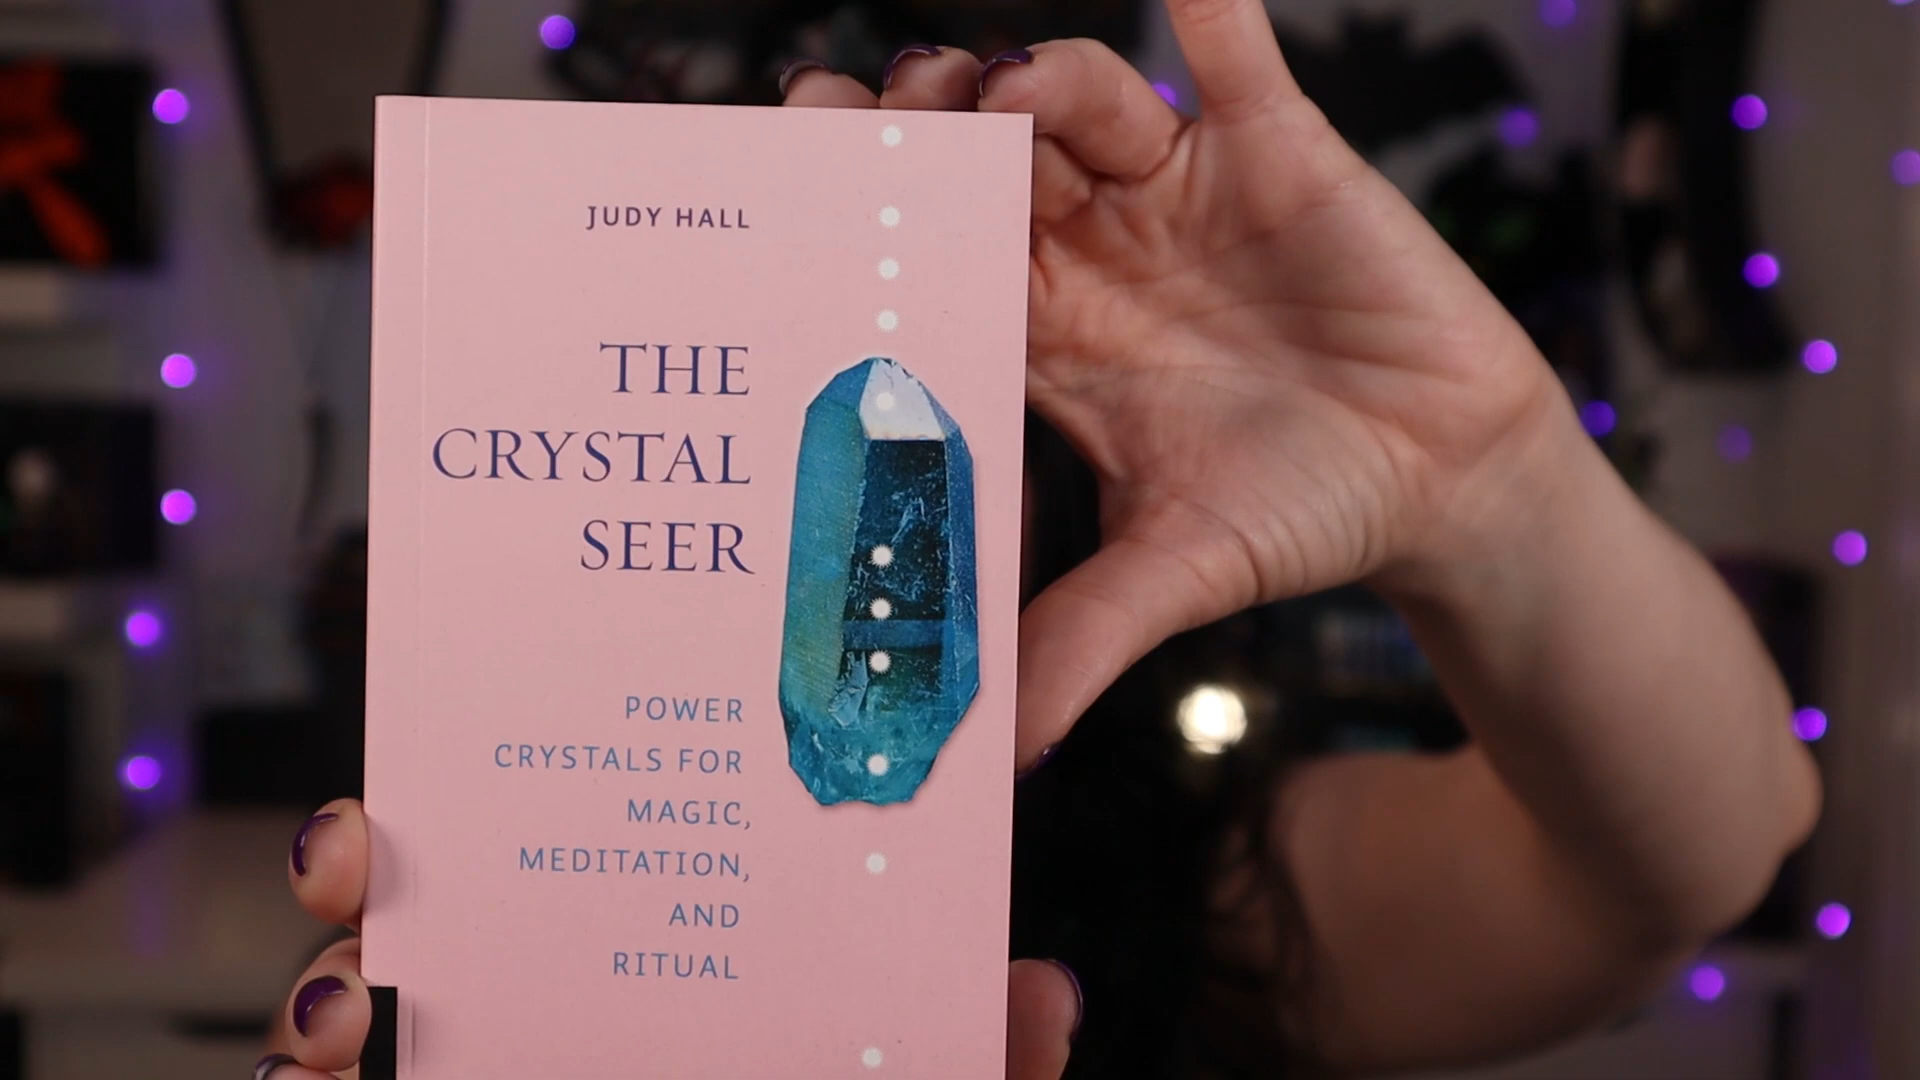 JUDY HALL
THE
CRYSTAL
SEER
POWER
CRYSTALS FOR
MAGIC,
MEDITATION,
AND
RITUAL